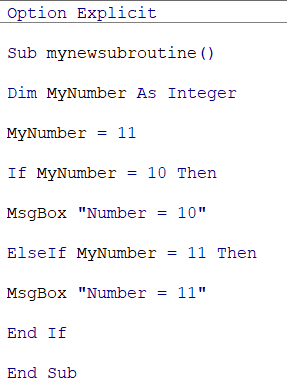 Option Explicit
Sub mynewsubroutine()
Dim MyNumber As Integer
MyNumber = 11
If MyNumber = 10 Then
MsgBox "Number = 10"
ElseIf MyNumber = 11 Then
MsgBox "Number = 11"
End If
End Sub